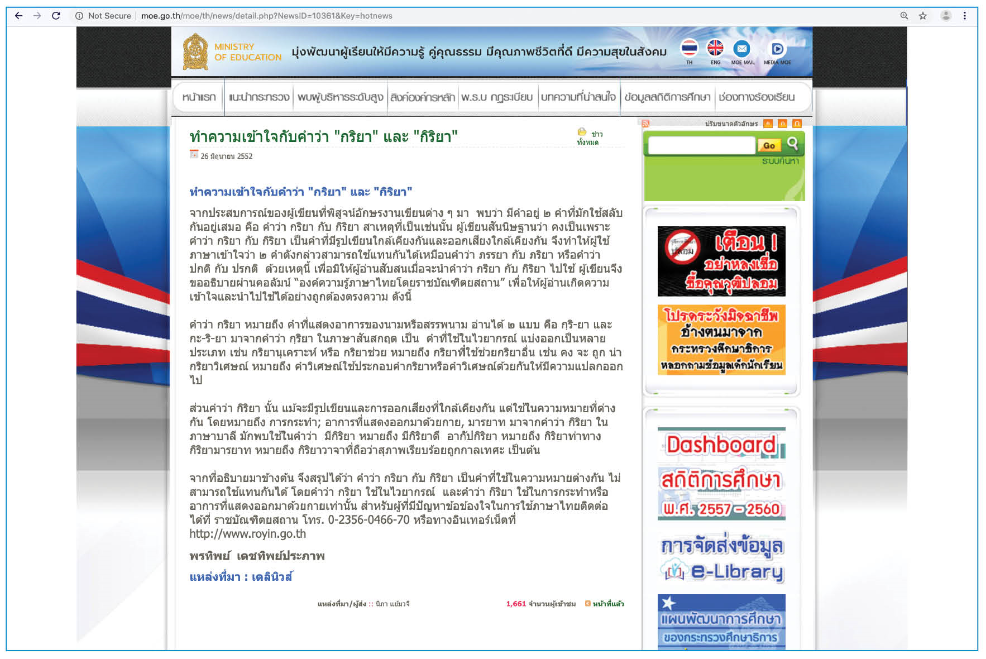 Not Secure | moe.go.th/moe/th/news/detail.php?NewsID=10361&Key=hotnews
MINISTRY
OF EDUCATION
มุ่งพัฒนาผู้เรียนให้มีความรู้ คู่คุณธรรม มีคุณภาพชีวิตที่ดี มีความสุขในสังคม
TH ENG MOE MAIL MEDIA MOE
หน้าแรก แนะนำกระทรวง พบผู้บริหารระดับสูง ลิงค์องค์กรหลัก พ.ร.บ กฎระเบียบ บทความที่น่าสนใจ ข้อมูลสถิติการศึกษา ช่องทางร้องเรียน
ทำความเข้าใจกับคำว่า "กริยา" และ "กิริยา"
ข่าว
ทั้งหมด
26 มิถุนายน 2552
ทำความเข้าใจกับคำว่า "กริยา" และ "กิริยา"
จากประสบการณ์ของผู้เขียนที่พิสูจน์อักษรงานเขียนต่าง ๆ มา พบว่า มีคำอยู่ ๒ คำที่มักใช้สลับ
กันอยู่เสมอ คือ คำว่า กริยา กับ กิริยา สาเหตุที่เป็นเช่นนั้น ผู้เขียนสันนิษฐานว่า คงเป็นเพราะ
คำว่า กริยา กับ กิริยา เป็นคำที่มีรูปเขียนใกล้เคียงกันและออกเสียงใกล้เคียงกัน จึงทำให้ผู้ใช้
ภาษาเข้าใจว่า ๒ คำดังกล่าวสามารถใช้แทนกันได้เหมือนคำว่า ภรรยา กับ ภริยา หรือคำว่า
ปกติ กับ ปรกติ ด้วยเหตุนี้ เพื่อมิให้ผู้อ่านสับสนเมื่อจะนำคำว่า กริยา กับ กิริยา ไปใช้ ผู้เขียนจึง
ขออธิบายผ่านคอลัมน์ “องค์ความรู้ภาษาไทยโดยราชบัณฑิตยสถาน” เพื่อให้ผู้อ่านเกิดความ
เข้าใจและนำไปใช้ได้อย่างถูกต้องตรงความ ดังนี้
คำว่า กริยา หมายถึง คำที่แสดงอาการของนามหรือสรรพนาม อ่านได้ ๒ แบบ คือ กฺริ-ยา และ
กะ-ริ-ยา มาจากคำว่า กริยา ในภาษาสันสกฤต เป็น คำที่ใช้ในไวยากรณ์ แบ่งออกเป็นหลาย
ประเภท เช่น กริยานุเคราะห์ หรือ กริยาช่วย หมายถึง กริยาที่ใช้ช่วยกริยาอื่น เช่น คง จะ ถูก น่า
กริยาวิเศษณ์ หมายถึง คำวิเศษณ์ใช้ประกอบคำกริยาหรือคำวิเศษณ์ด้วยกันให้มีความแปลกออก
ไป
ส่วนคำว่า กิริยา นั้น แม้จะมีรูปเขียนและการออกเสียงที่ใกล้เคียงกัน แต่ใช้ในความหมายที่ต่าง
กัน โดยหมายถึง การกระทำ; อาการที่แสดงออกมาด้วยกาย, มารยาท มาจากคำว่า กิริยา ใน
ภาษาบาลี มักพบใช้ในคำว่า มีกิริยา หมายถึง มีกิริยาดี อากัปกิริยา หมายถึง กิริยาท่าทาง
กิริยามารยาท หมายถึง กิริยาวาจาที่ถือว่าสุภาพเรียบร้อยถูกกาลเทศะ เป็นต้น
จากที่อธิบายมาข้างต้น จึงสรุปได้ว่า คำว่า กริยา กับ กิริยา เป็นคำที่ใช้ในความหมายต่างกัน ไม่
สามารถใช้แทนกันได้ โดยคำว่า กริยา ใช้ในไวยากรณ์ และคำว่า กิริยา ใช้ในการกระทำหรือ
อาการที่แสดงออกมาด้วยกายเท่านั้น สำหรับผู้ที่มีปัญหาข้อข้องใจในการใช้ภาษาไทยติดต่อ
ได้ที่ ราชบัณฑิตยสถาน โทร. 0-2356-0466-70 หรือทางอินเทอร์เน็ตที่
http://www.royin.go.th
พรทิพย์ เดชทิพย์ประภาพ
แหล่งที่มา : เดลินิวส์
แหล่งที่มา/ผู้ส่ง :: นิภา แย้มวจี
1,661 จำนวนผู้เข้าชม หน้าที่แล้ว
ปรับขนาดตัวอักษร
Go
ระบบค้นหา
เตือน !
อย่าหลงเชื่อ
ซื้อคุณวุฒิปลอม
โปรดระวังมิจฉาชีพ
อ้างตนมาจาก
กระทรวงศึกษาธิการ
หลอกถามข้อมูลเด็กนักเรียน
Dashboard
สถิติการศึกษา
พ.ศ. 2557 - 2560
การจัดส่งข้อมูล
e-Library
แผนพัฒนาการศึกษา
ของกระทรวงศึกษาธิการ